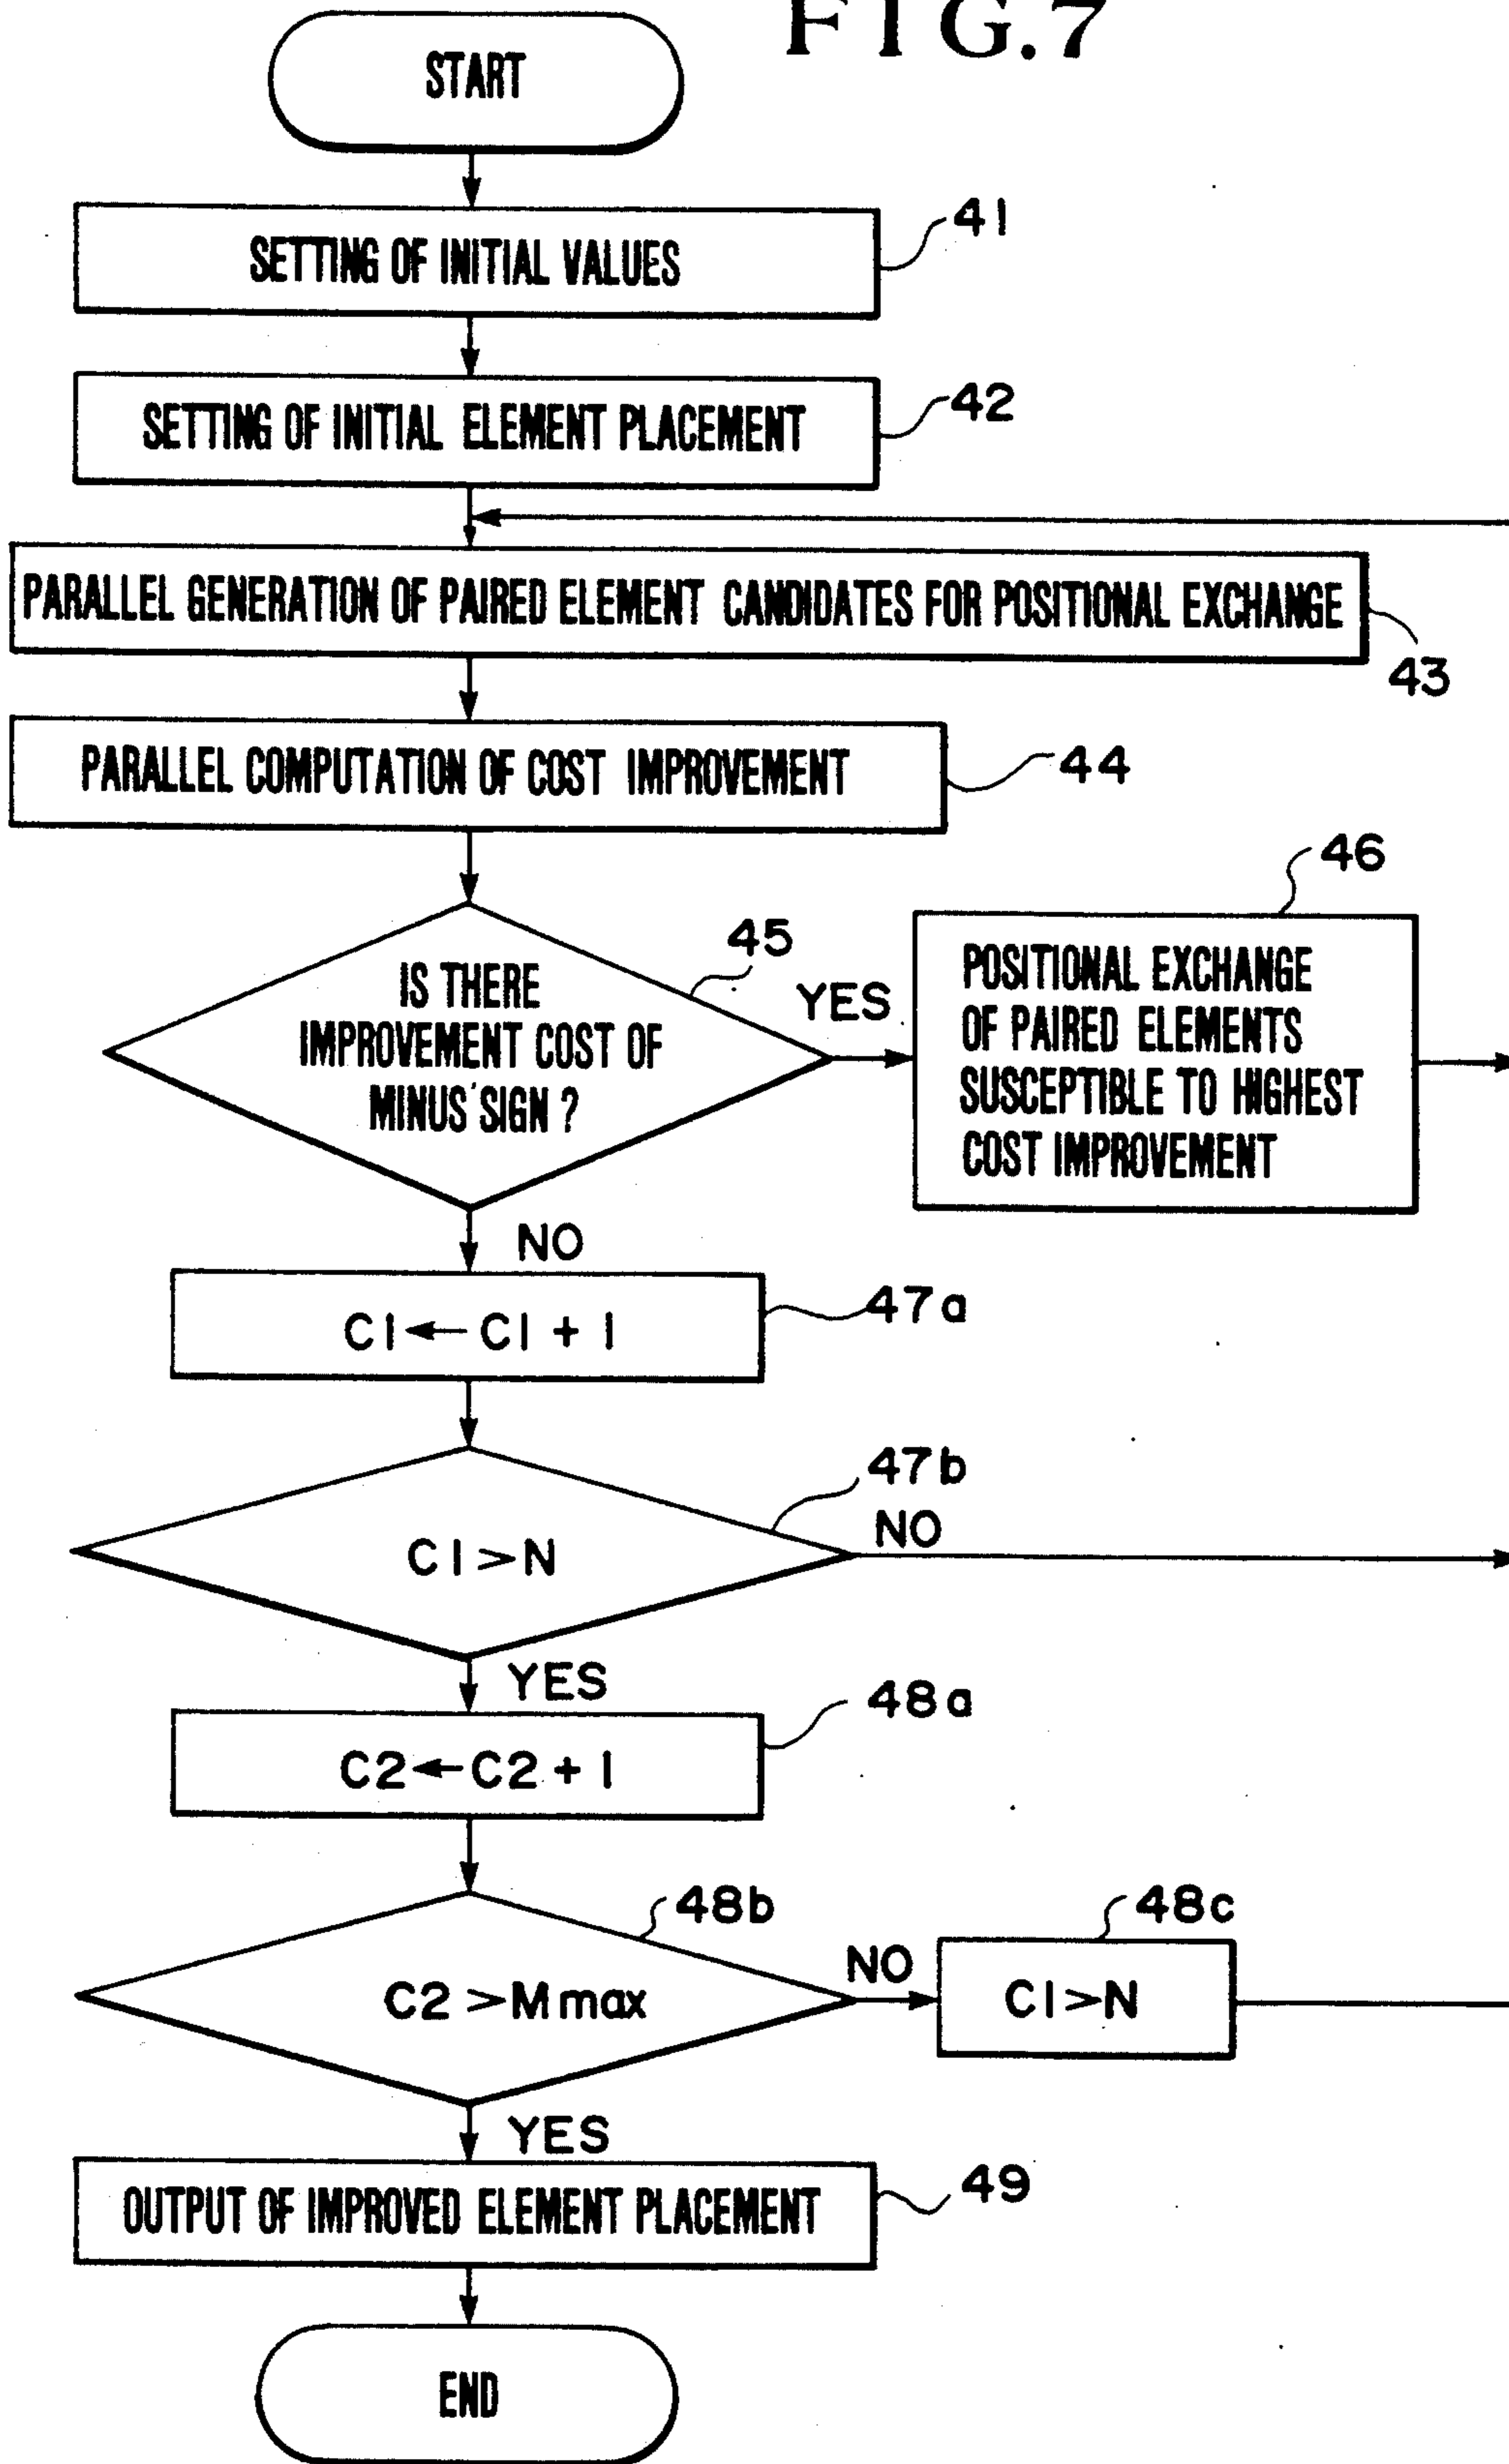 FIG.7
START
SETTING OF INITIAL VALUES
41
SETTING OF INITIAL ELEMENT PLACEMENT
42
PARALLEL GENERATION OF PAIRED ELEMENT CANDIDATES FOR POSITIONAL EXCHANGE
43
PARALLEL COMPUTATION OF COST IMPROVEMENT
44
45
IS THERE
IMPROVEMENT COST OF
MINUS SIGN ?
YES
46
POSITIONAL EXCHANGE
OF PAIRED ELEMENTS
SUSCEPTIBLE TO HIGHEST
COST IMPROVEMENT
NO
C1←C1+1
47a
47b
C1>N
NO
YES
48a
C2←C2+1
48b
C2>Mmax
NO
48c
C1>N
YES
OUTPUT OF IMPROVED ELEMENT PLACEMENT
49
END